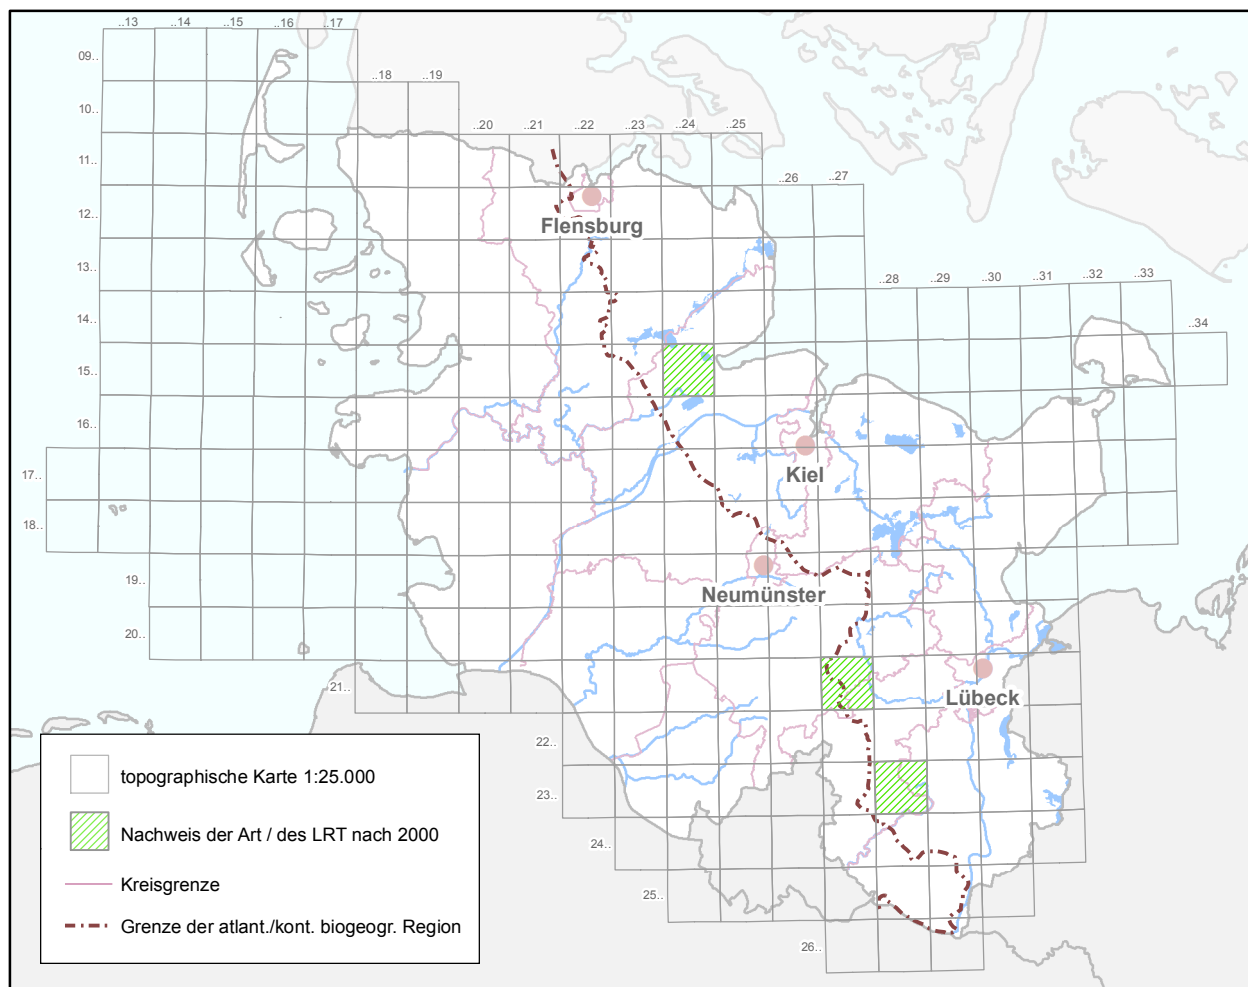 ..13 ..14 ..15 ..16 ..17
09..
..18 ..19
10..
..20 ..21 ..22 ..23 ..24 ..25
11..
..26 ..27
12..
Flensburg
13..
..28 ..29 ..30 ..31 ..32 ..33
14..
..34
15..
16..
17..
Kiel
18..
19..
Neumünster
20..
21..
Lübeck
22..
23..
24..
25..
26..
topographische Karte 1:25.000
Nachweis der Art / des LRT nach 2000
Kreisgrenze
Grenze der atlant./kont. biogeogr. Region